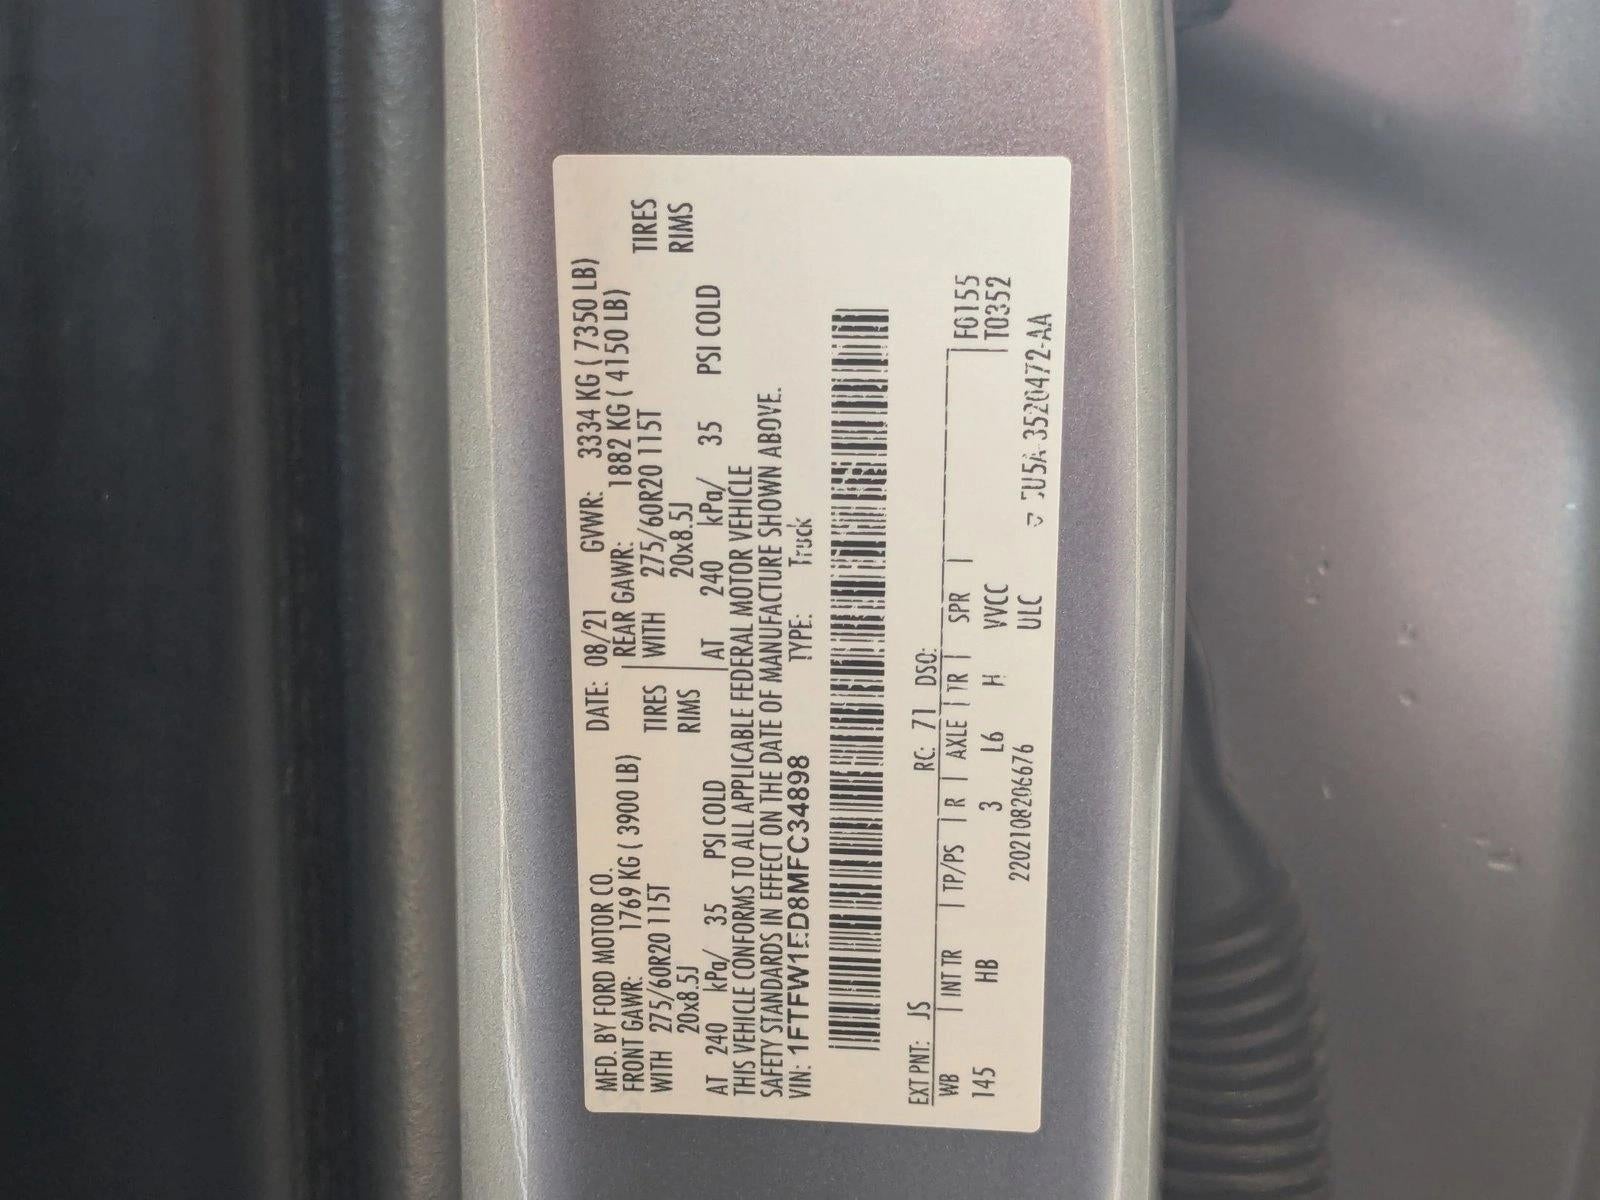 MFD. BY FORD MOTOR CO. DATE: 08/21 GVWR: 3334 KG ( 7350 LB)
FRONT GAWR: 1769 KG ( 3900 LB) REAR GAWR: 1882 KG ( 4150 LB)
WITH 275/60R20 115T TIRES WITH 275/60R20 115T TIRES
20x8.5J RIMS 20x8.5J RIMS
AT 240 kPa/ 35 PSI COLD AT 240 kPa/ 35 PSI COLD
THIS VEHICLE CONFORMS TO ALL APPLICABLE FEDERAL MOTOR VEHICLE
SAFETY STANDARDS IN EFFECT ON THE DATE OF MANUFACTURE SHOWN ABOVE.
VIN: 1FTFW1ED8MFC34898 TYPE: Truck
EXT PNT: JS RC: 71 DSO:
WB INT TR TP/PS R AXLE TR SPR F0155
145 HB 3 L6 H VVCC T0352
ULC